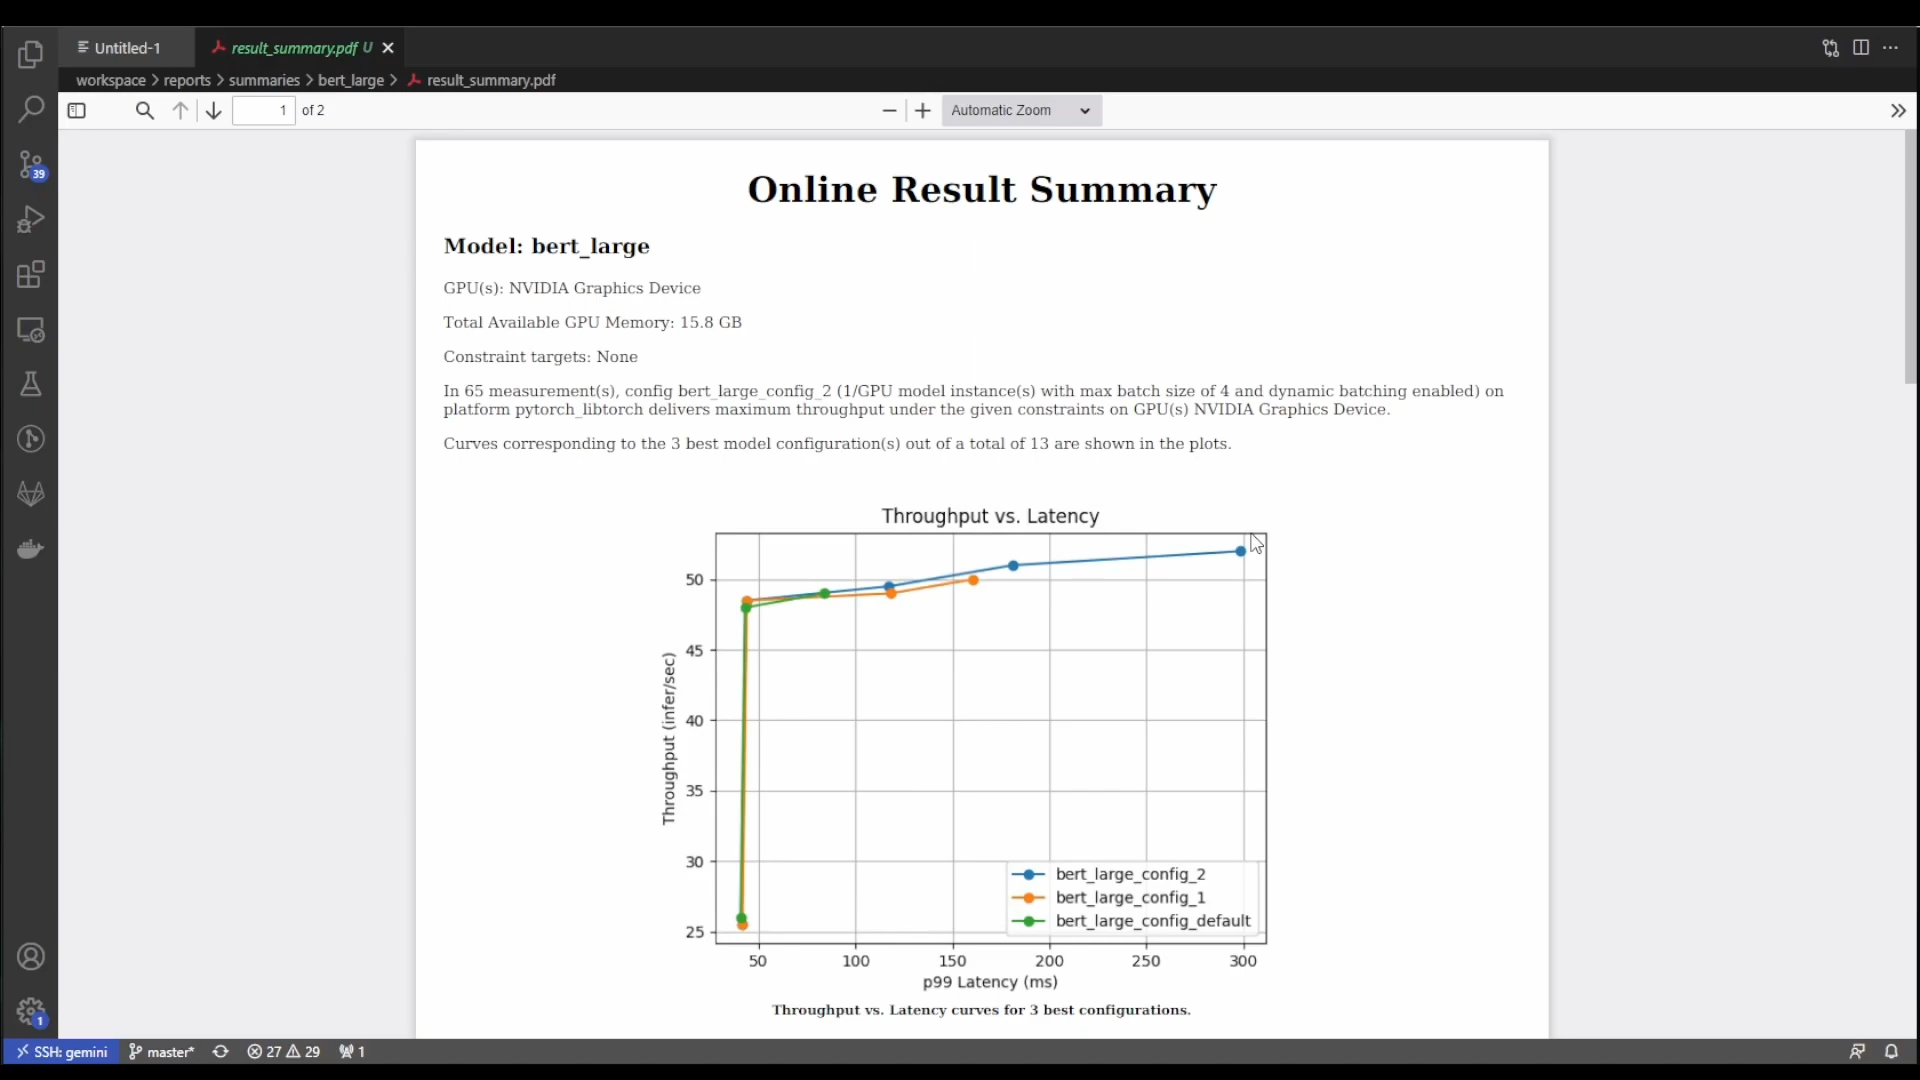 Untitled-1
result_summary.pdf U
workspace > reports > summaries > bert_large > result_summary.pdf
1 of 2
Automatic Zoom
39
Online Result Summary
Model: bert_large
GPU(s): NVIDIA Graphics Device
Total Available GPU Memory: 15.8 GB
Constraint targets: None
In 65 measurement(s), config bert_large_config_2 (1/GPU model instance(s) with max batch size of 4 and dynamic batching enabled) on
platform pytorch_libtorch delivers maximum throughput under the given constraints on GPU(s) NVIDIA Graphics Device.
Curves corresponding to the 3 best model configuration(s) out of a total of 13 are shown in the plots.
Throughput vs. Latency
50
45
40
35
30
25
Throughput (infer/sec)
bert_large_config_2
bert_large_config_1
bert_large_config_default
50 100 150 200 250 300
p99 Latency (ms)
Throughput vs. Latency curves for 3 best configurations.
1
SSH: gemini master* 27 29 1